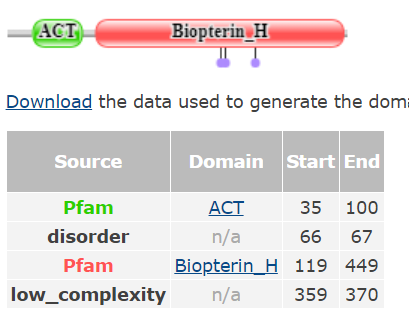 ACT Biopterin_H
Download the data used to generate the doma
Source Domain Start End
Pfam ACT 35 100
disorder n/a 66 67
Pfam Biopterin_H 119 449
low_complexity n/a 359 370